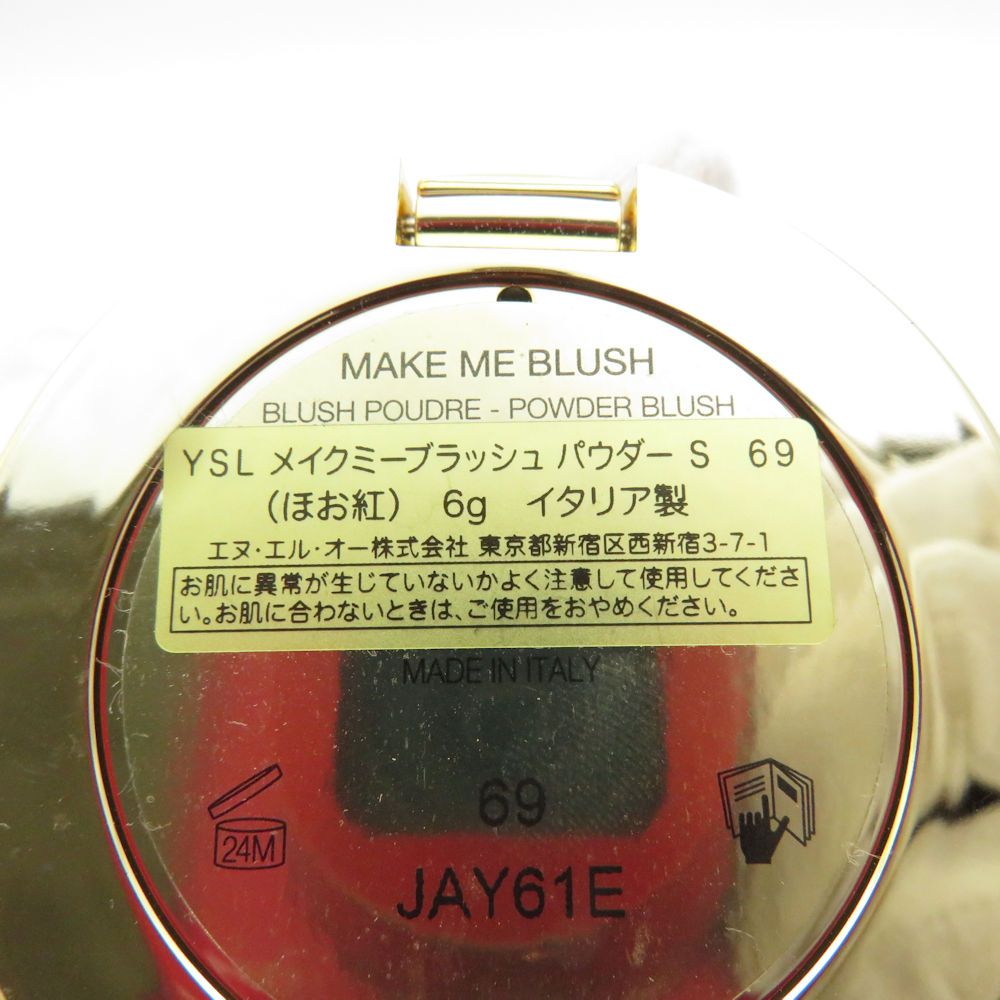 MAKE ME BLUSH
BLUSH POUDRE - POWDER BLUSH
YSL メイクミーブラッシュ パウダー S 69
(ほお紅) 6g イタリア製
エヌ・エル・オー株式会社 東京都新宿区西新宿3-7-1
お肌に異常が生じていないかよく注意して使用してくださ
い。お肌に合わないときは、ご使用をおやめください。
MADE IN ITALY
69
24M
JAY61E